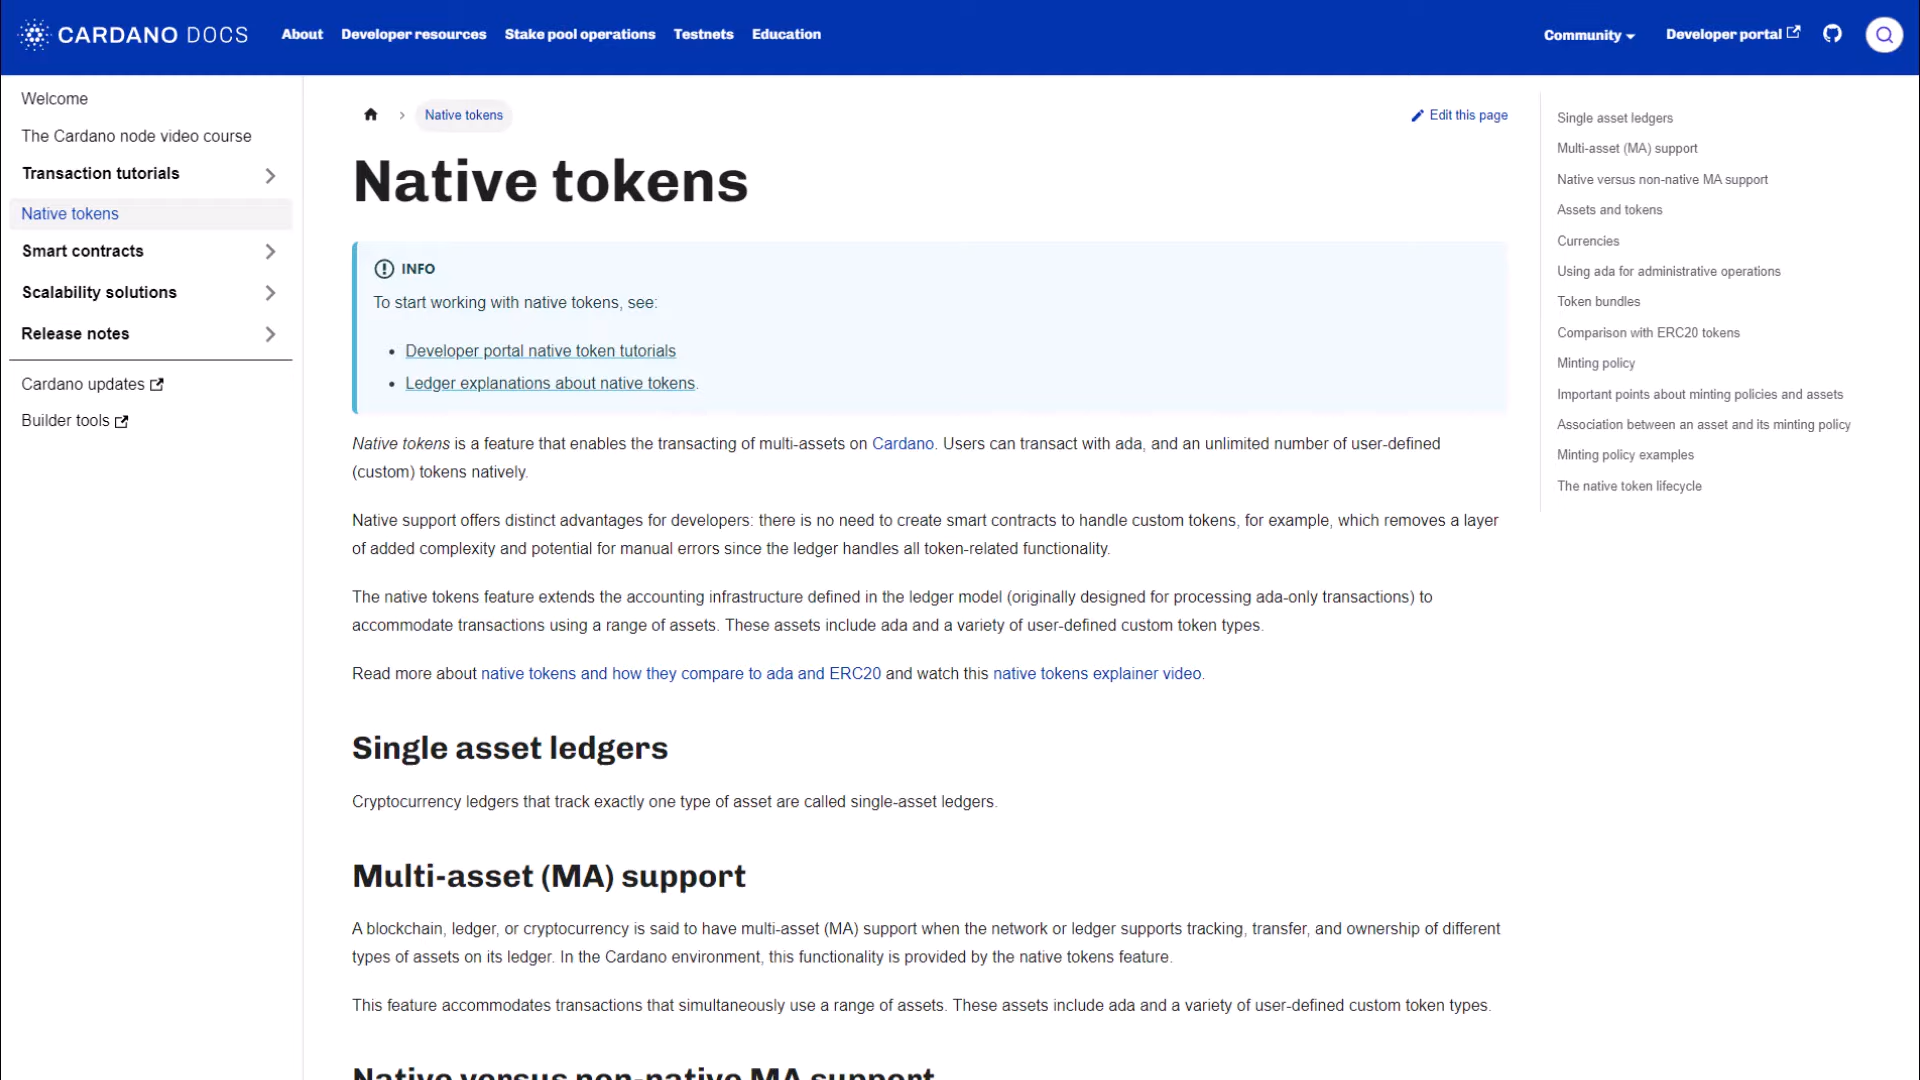 CARDANO DOCS
About
Developer resources
Stake pool operations
Testnets
Education
Community
Developer portal
Welcome
The Cardano node video course
Transaction tutorials
Native tokens
Smart contracts
Scalability solutions
Release notes
Cardano updates
Builder tools
Native tokens
Edit this page
Native tokens
INFO
To start working with native tokens, see:
Developer portal native token tutorials
Ledger explanations about native tokens.
Native tokens is a feature that enables the transacting of multi-assets on Cardano. Users can transact with ada, and an unlimited number of user-defined
(custom) tokens natively.
Native support offers distinct advantages for developers: there is no need to create smart contracts to handle custom tokens, for example, which removes a layer
of added complexity and potential for manual errors since the ledger handles all token-related functionality.
The native tokens feature extends the accounting infrastructure defined in the ledger model (originally designed for processing ada-only transactions) to
accommodate transactions using a range of assets. These assets include ada and a variety of user-defined custom token types.
Read more about native tokens and how they compare to ada and ERC20 and watch this native tokens explainer video.
Single asset ledgers
Cryptocurrency ledgers that track exactly one type of asset are called single-asset ledgers.
Multi-asset (MA) support
A blockchain, ledger, or cryptocurrency is said to have multi-asset (MA) support when the network or ledger supports tracking, transfer, and ownership of different
types of assets on its ledger. In the Cardano environment, this functionality is provided by the native tokens feature.
This feature accommodates transactions that simultaneously use a range of assets. These assets include ada and a variety of user-defined custom token types.
Native versus non-native MA support
Single asset ledgers
Multi-asset (MA) support
Native versus non-native MA support
Assets and tokens
Currencies
Using ada for administrative operations
Token bundles
Comparison with ERC20 tokens
Minting policy
Important points about minting policies and assets
Association between an asset and its minting policy
Minting policy examples
The native token lifecycle